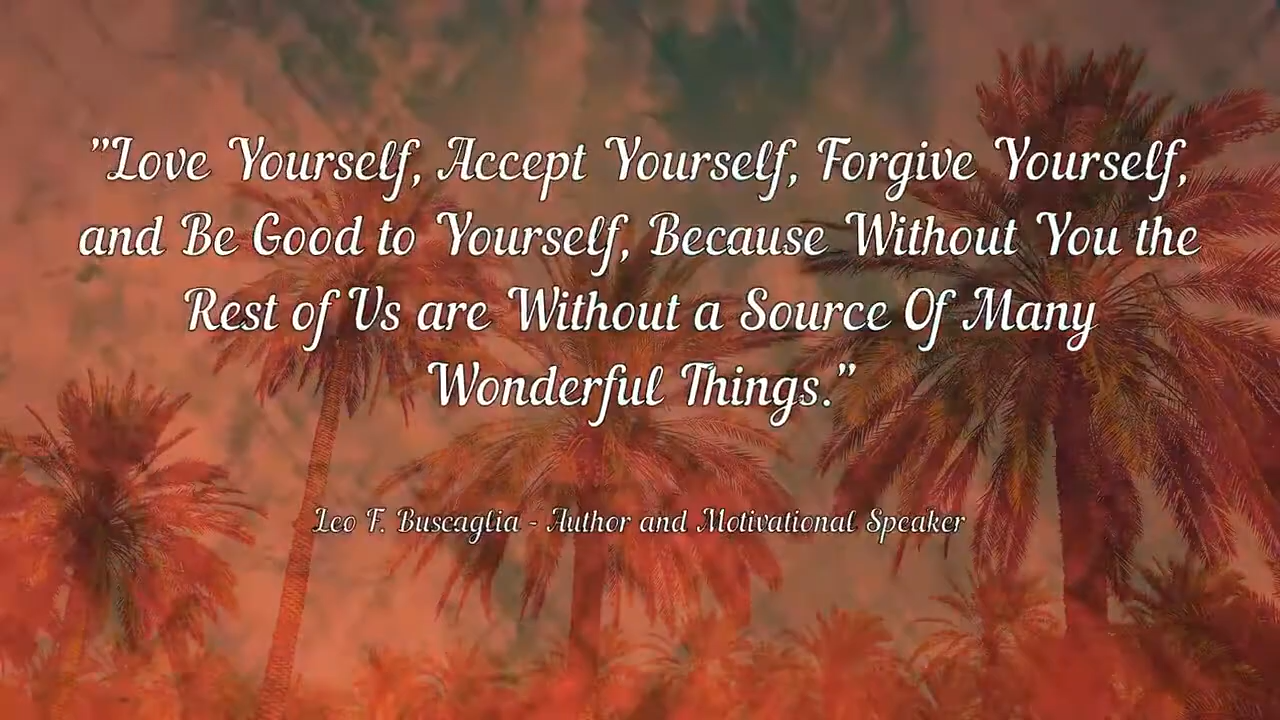 "Love Yourself, Accept Yourself, Forgive Yourself,
and Be Good to Yourself, Because Without You the
Rest of Us are Without a Source Of Many
Wonderful Things."
Leo F. Buscaglia - Author and Motivational Speaker